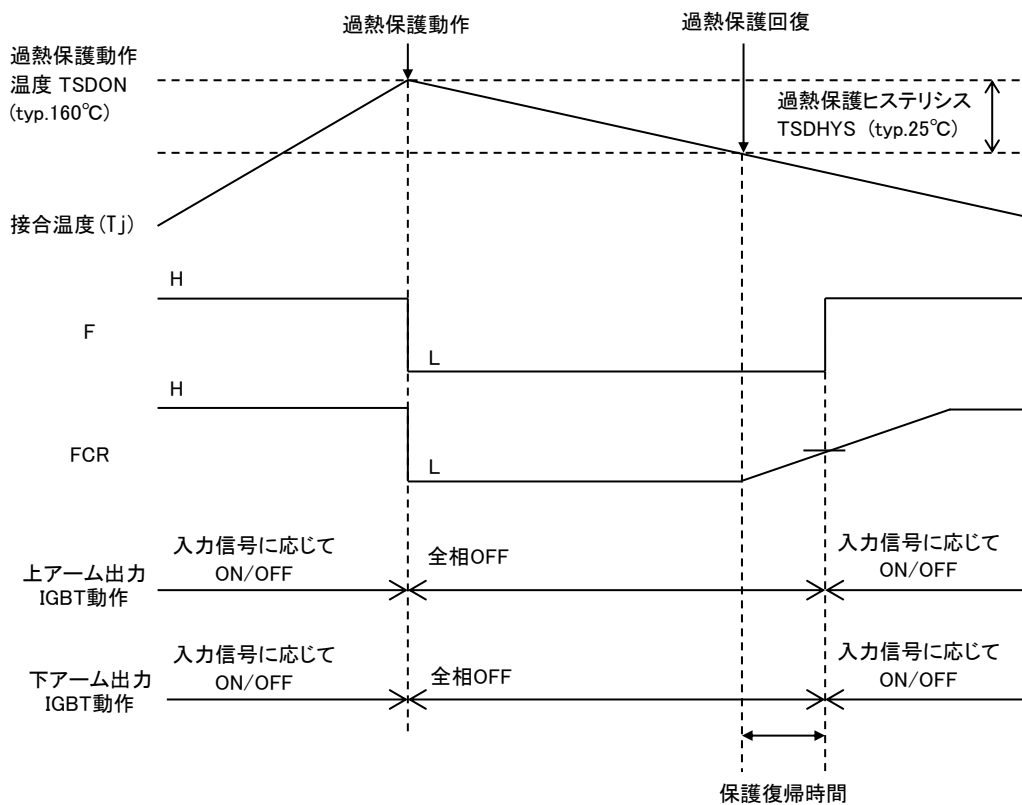 過熱保護動作
過熱保護回復
過熱保護動作
温度 TSDON
(typ.160℃)
過熱保護ヒステリシス
TSDHYS (typ.25℃)
接合温度(Tj)
H
F
L
H
FCR
L
入力信号に応じて
ON/OFF
全相OFF
入力信号に応じて
ON/OFF
上アーム出力
IGBT動作
入力信号に応じて
ON/OFF
全相OFF
入力信号に応じて
ON/OFF
下アーム出力
IGBT動作
保護復帰時間